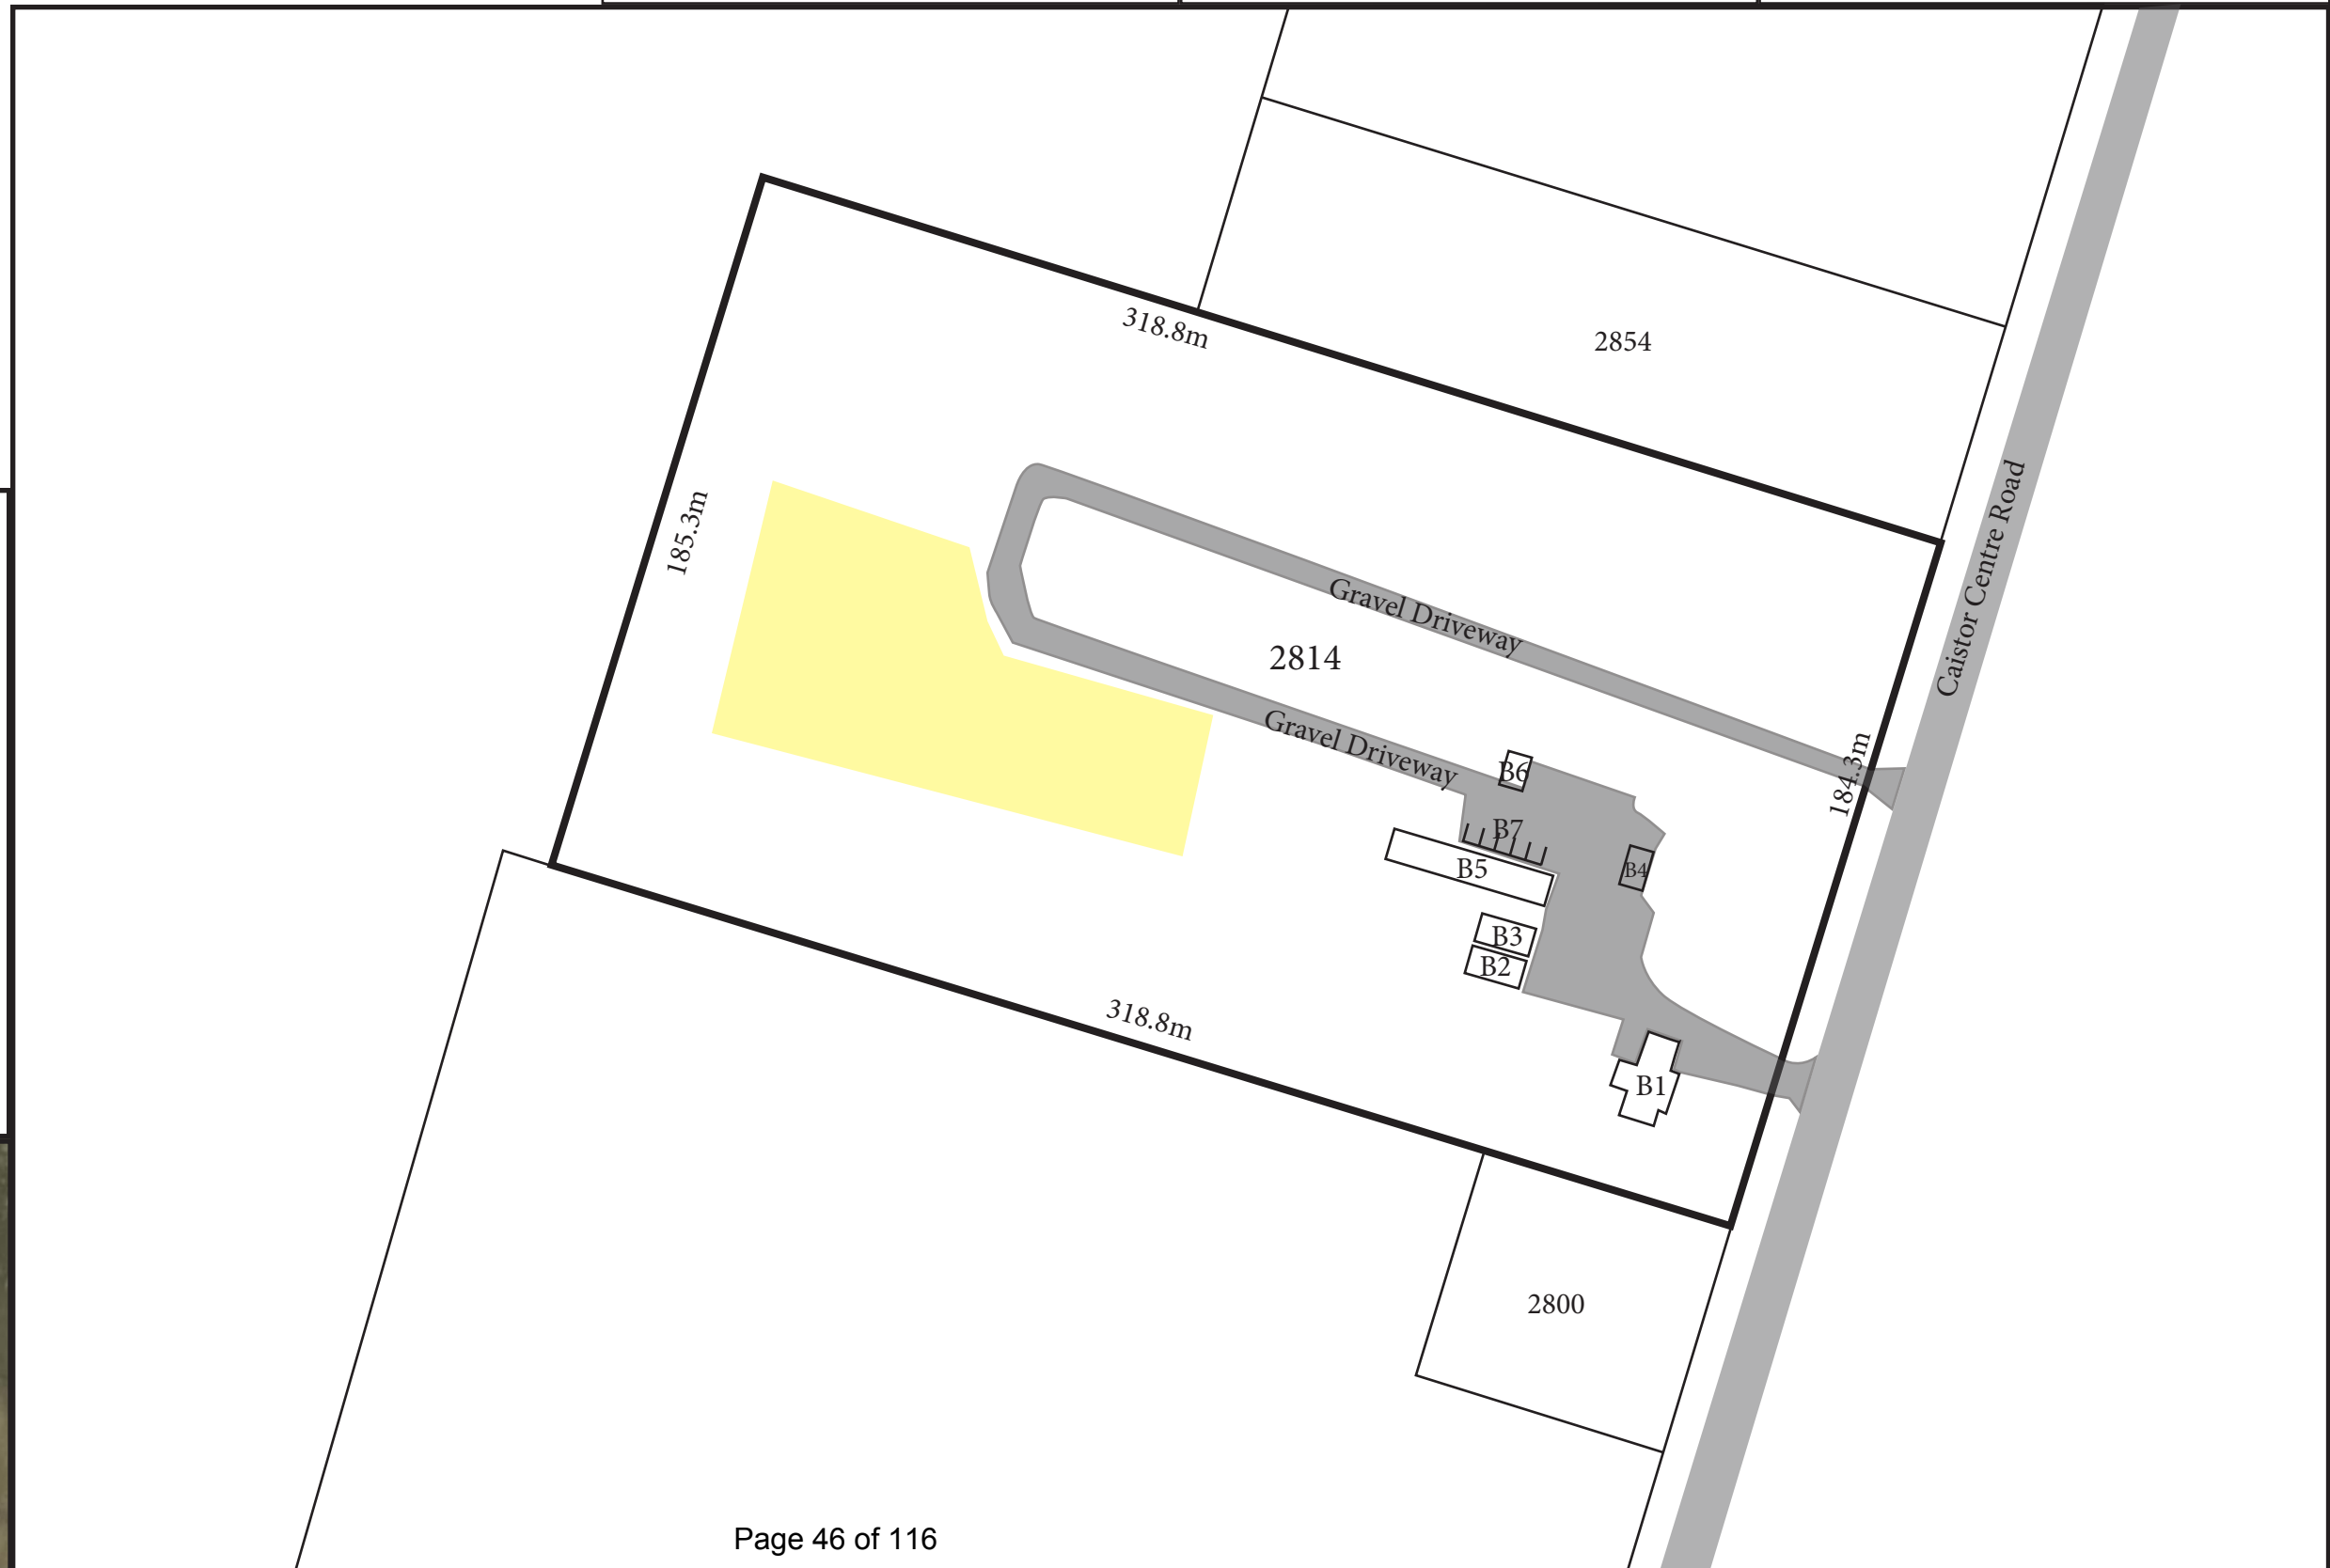 318.8m
2854
185.3m
Caistor Centre Road
Gravel Driveway
2814
Gravel Driveway
184.3m
B6
B7
B5
B4
B3
B2
318.8m
B1
2800
Page 46 of 116